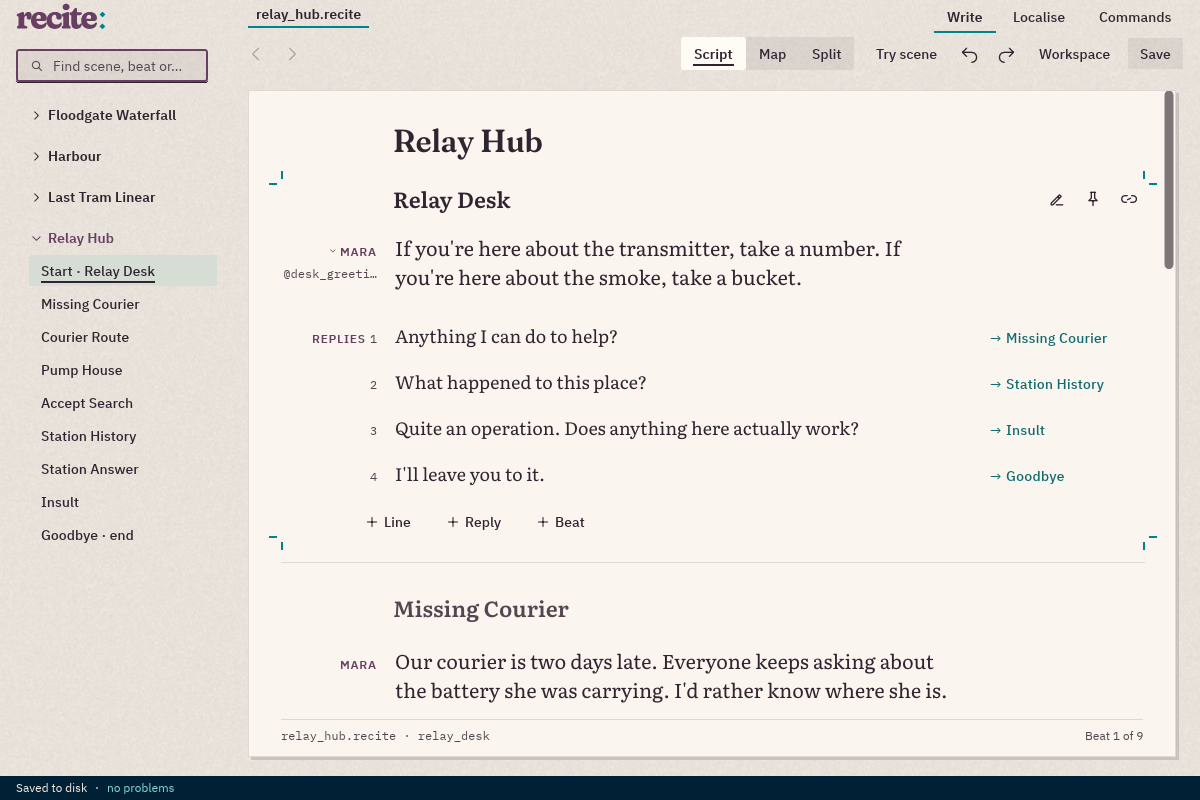 recite:
relay_hub.recite
Write Localise Commands
Find scene, beat or...
Script Map Split Try scene Workspace Save
Floodgate Waterfall
Harbour
Last Tram Linear
Relay Hub
Start · Relay Desk
Missing Courier
Courier Route
Pump House
Accept Search
Station History
Station Answer
Insult
Goodbye · end
Relay Hub
Relay Desk
MARA If you're here about the transmitter, take a number. If
@desk_greeti… you're here about the smoke, take a bucket.
REPLIES 1 Anything I can do to help? → Missing Courier
2 What happened to this place? → Station History
3 Quite an operation. Does anything here actually work? → Insult
4 I'll leave you to it. → Goodbye
+ Line + Reply + Beat
Missing Courier
MARA Our courier is two days late. Everyone keeps asking about
the battery she was carrying. I'd rather know where she is.
relay_hub.recite · relay_desk Beat 1 of 9
Saved to disk · no problems